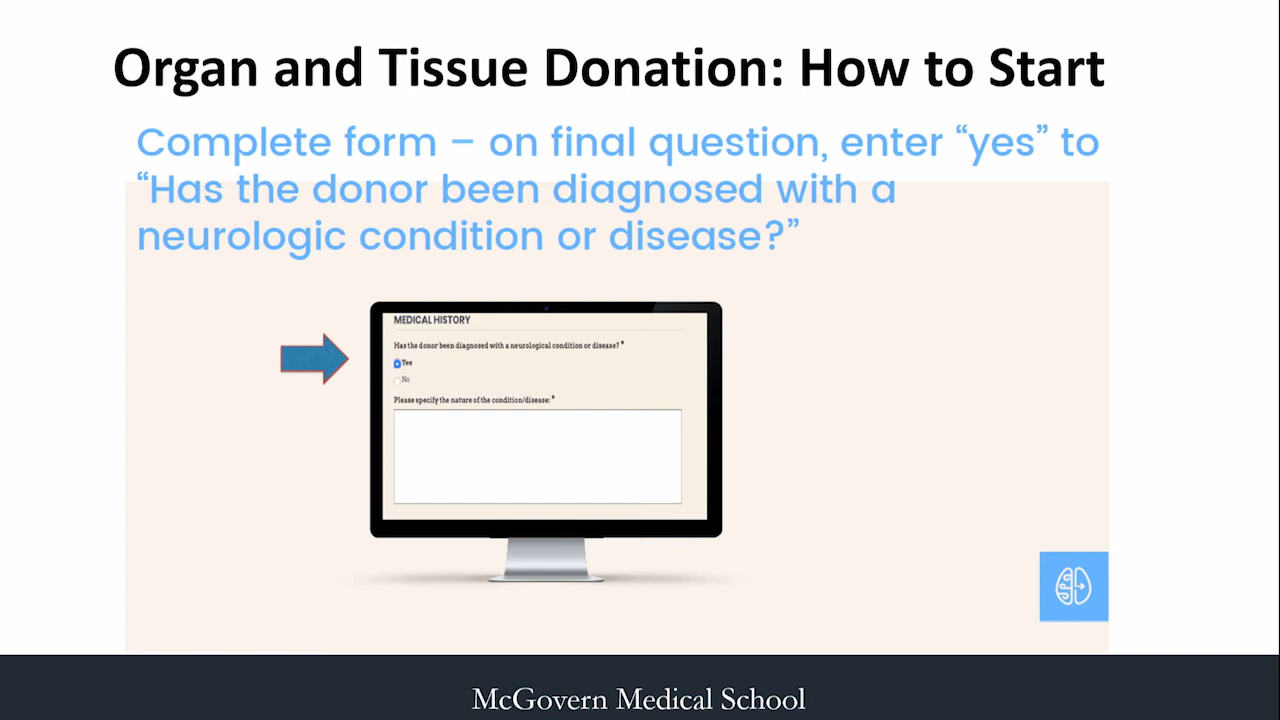 Organ and Tissue Donation: How to Start
Complete form – on final question, enter “yes” to
“Has the donor been diagnosed with a
neurologic condition or disease?”
MEDICAL HISTORY
Has the donor been diagnosed with a neurological condition or disease? *
Yes
No
Please specify the nature of the condition/disease: *
McGovern Medical School